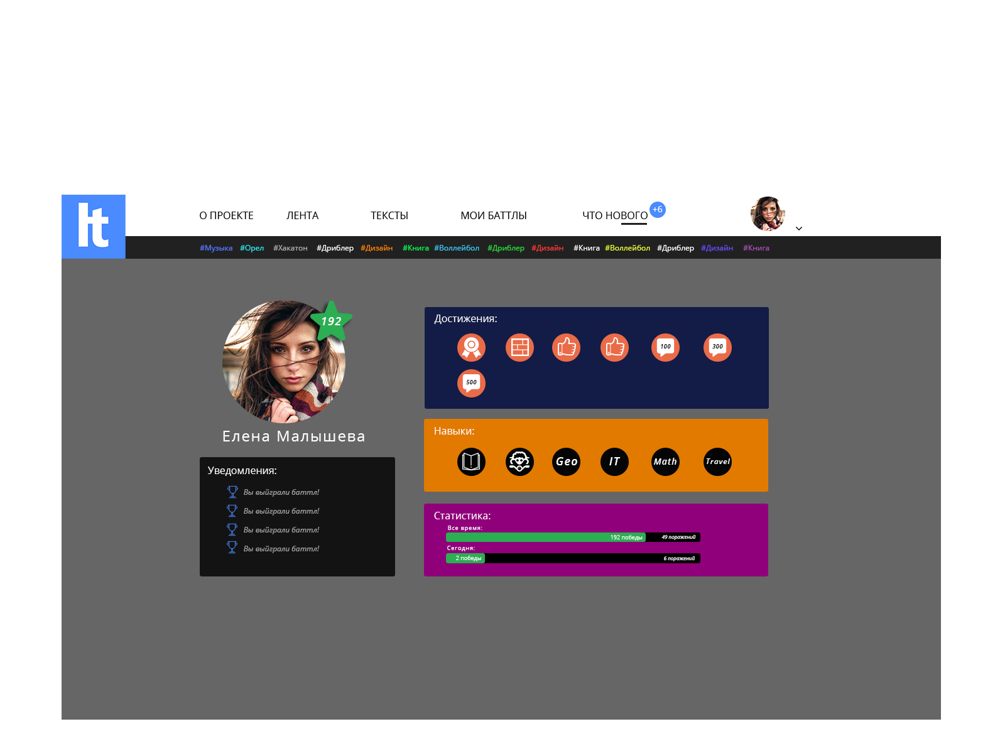 lt
О ПРОЕКТЕ ЛЕНТА ТЕКСТЫ МОИ БАТТЛЫ ЧТО НОВОГО +6
#Музыка #Орел #Хакатон #Дриблер #Дизайн #Книга #Воллейбол #Дриблер #Дизайн #Книга #Воллейбол #Дриблер #Дизайн #Книга
192
Елена Малышева
Уведомления:
Вы выйграли баттл!
Вы выйграли баттл!
Вы выйграли баттл!
Вы выйграли баттл!
Достижения:
100 300
500
Навыки:
Geo IT Math Travel
Статистика:
Все время:
192 победы 49 поражений
Сегодня:
2 победы 6 поражений